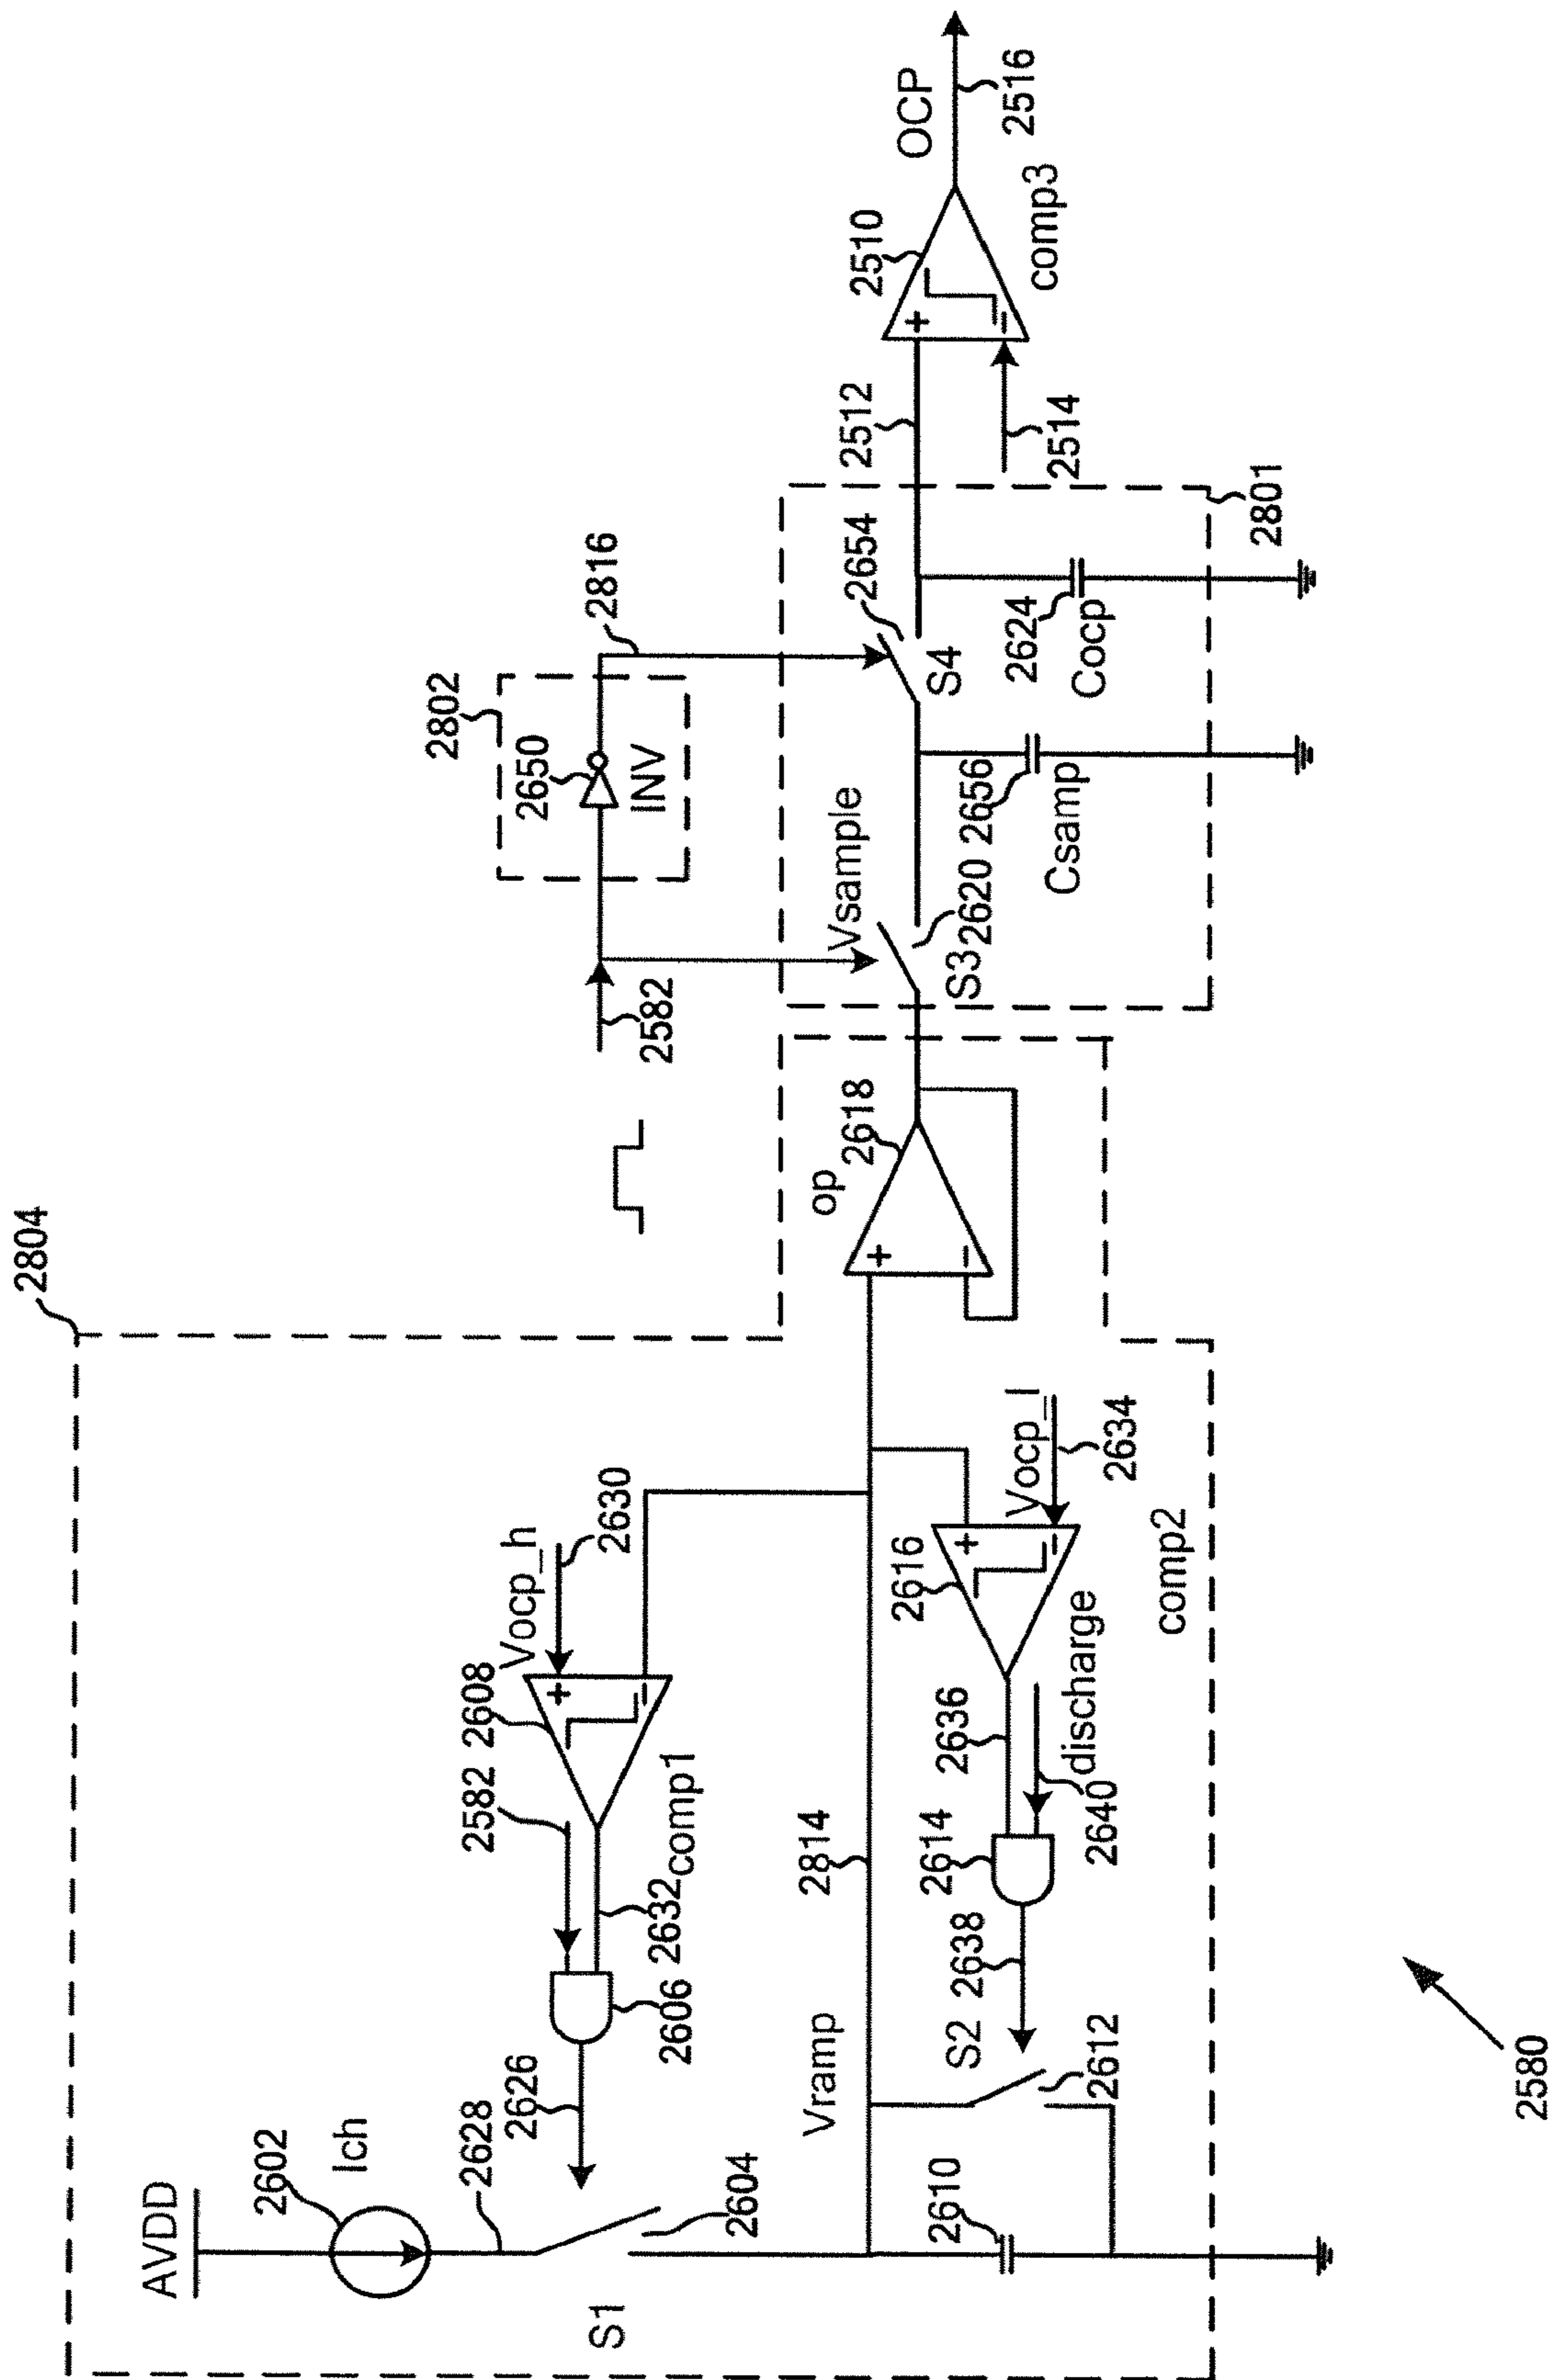 2804
AVDD
2602
Ich
2628
S1
2604
2626
2606
2582
2632
comp1
2608
Vocp_h
2630
2610
Vramp
2814
S2
2612
2638
2614
2636
2640
discharge
2616
Vocp_l
2634
comp2
+
−
+
−
op
2618
+
−
2582
2802
2650
INV
2816
Vsample
S3
2620
2656
Csamp
S4
2654
2624
Cocp
2801
2512
2514
2510
+
−
comp3
OCP
2516
2580